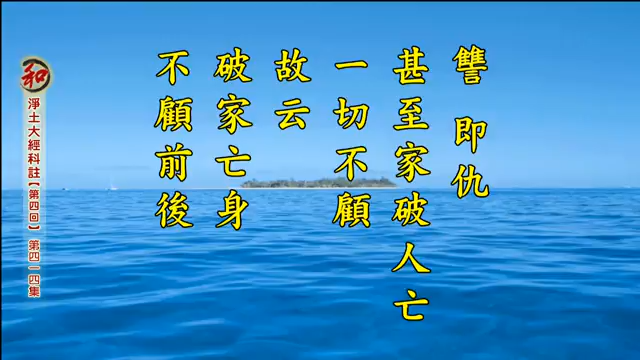 讐 即仇
甚至家破人亡
一切不顧
故云
破家亡身
不顧前後
和
淨土大經科註【第四回】 第四一四集